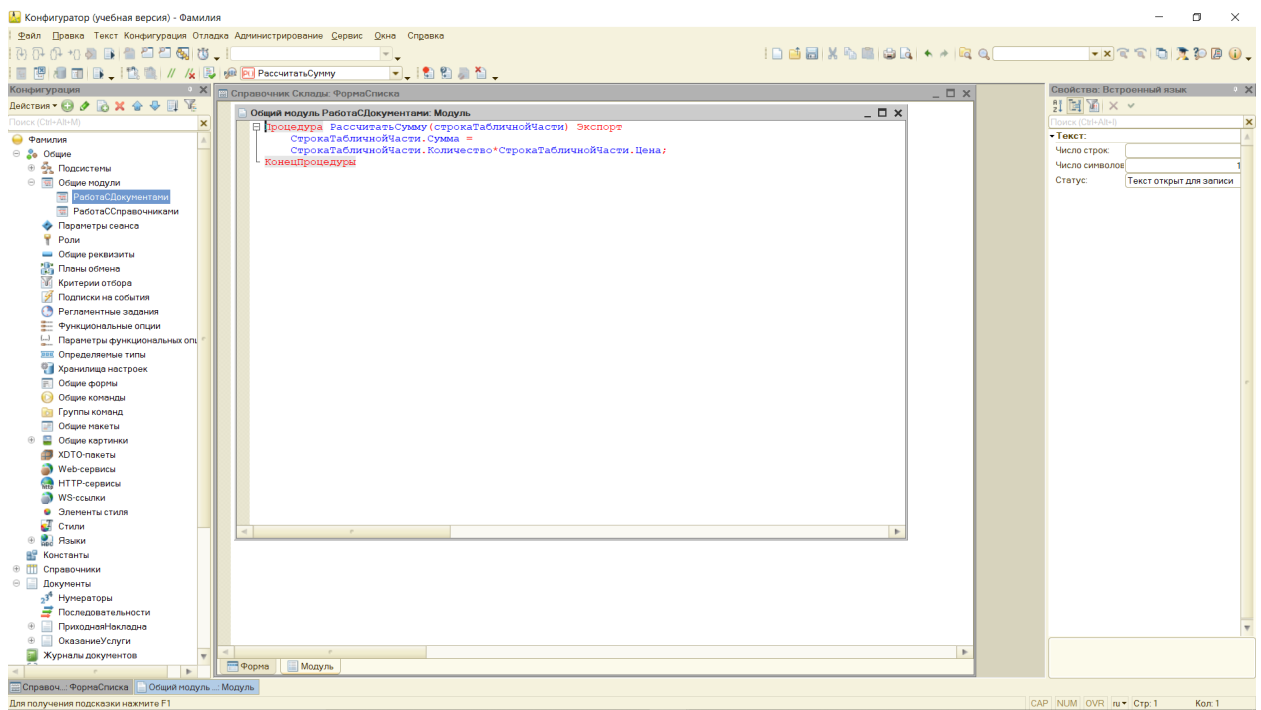 Конфигуратор (учебная версия) - Фамилия
Файл Правка Текст Конфигурация Отладка Администрирование Сервис Окна Справка
РассчитатьСумму
Конфигурация
Действия
Поиск (Ctrl+Alt+M)
Фамилия
Общие
Подсистемы
Общие модули
РаботаСДокументами
РаботаССправочниками
Параметры сеанса
Роли
Общие реквизиты
Планы обмена
Критерии отбора
Подписки на события
Регламентные задания
Функциональные опции
Параметры функциональных опц
Определяемые типы
Хранилища настроек
Общие формы
Общие команды
Группы команд
Общие макеты
Общие картинки
XDTO-пакеты
Web-сервисы
HTTP-сервисы
WS-ссылки
Элементы стиля
Стили
Языки
Константы
Справочники
Документы
Нумераторы
Последовательности
ПриходнаяНакладна
ОказаниеУслуги
Журналы документов
Справочник Склады: ФормаСписка
Общий модуль РаботаСДокументами: Модуль
Процедура РассчитатьСумму(строкаТабличнойЧасти) Экспорт
СтрокаТабличнойЧасти.Сумма =
СтрокаТабличнойЧасти.Количество*СтрокаТабличнойЧасти.Цена;
КонецПроцедуры
Форма Модуль
Свойства: Встроенный язык
Поиск (Ctrl+Alt+I)
Текст:
Число строк:
Число символов 1
Статус: Текст открыт для записи
Справоч...: ФормаСписка Общий модуль ...: Модуль
Для получения подсказки нажмите F1 CAP NUM OVR ru Стр: 1 Кол: 1